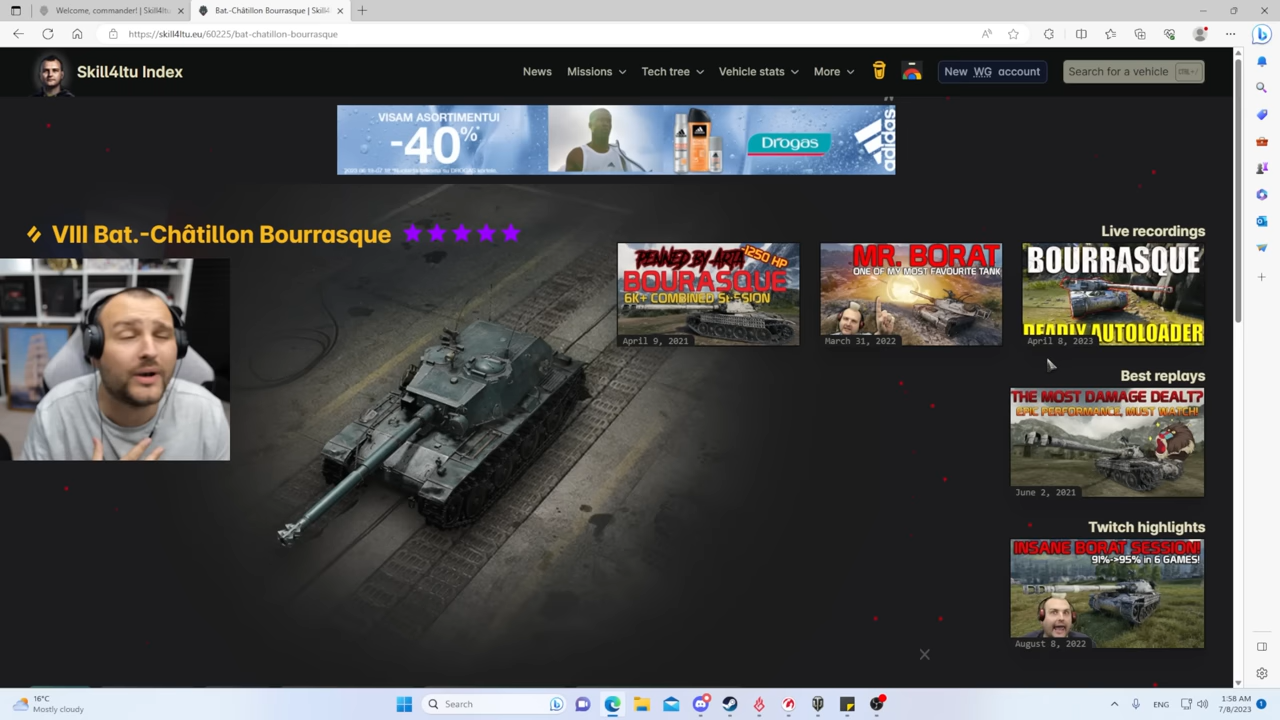 Welcome, commander! | Skill4ltu
Bat.-Châtillon Bourrasque | Skill4
https://skill4ltu.eu/60225/bat-chatillon-bourrasque
Skill4ltu Index
News
Missions
Tech tree
Vehicle stats
More
New WG account
Search for a vehicle
CTRL+/
VISAM ASORTIMENTUI
-40%*
Drogas
adidas
VIII Bat.-Châtillon Bourrasque
Live recordings
PENNED BY ARTA
-1250 HP
BOURASQUE
6K+ COMBINED SESSION
April 9, 2021
MR. BORAT
ONE OF MY MOST FAVOURITE TANK
March 31, 2022
BOURRASQUE
DEADLY AUTOLOADER
April 8, 2023
Best replays
THE MOST DAMAGE DEALT?
EPIC PERFORMANCE, MUST WATCH!
June 2, 2021
Twitch highlights
INSANE BORAT SESSION!
91%->95% in 6 GAMES!
August 8, 2022
16°C
Mostly cloudy
Search
ENG
1:58 AM
7/8/2023